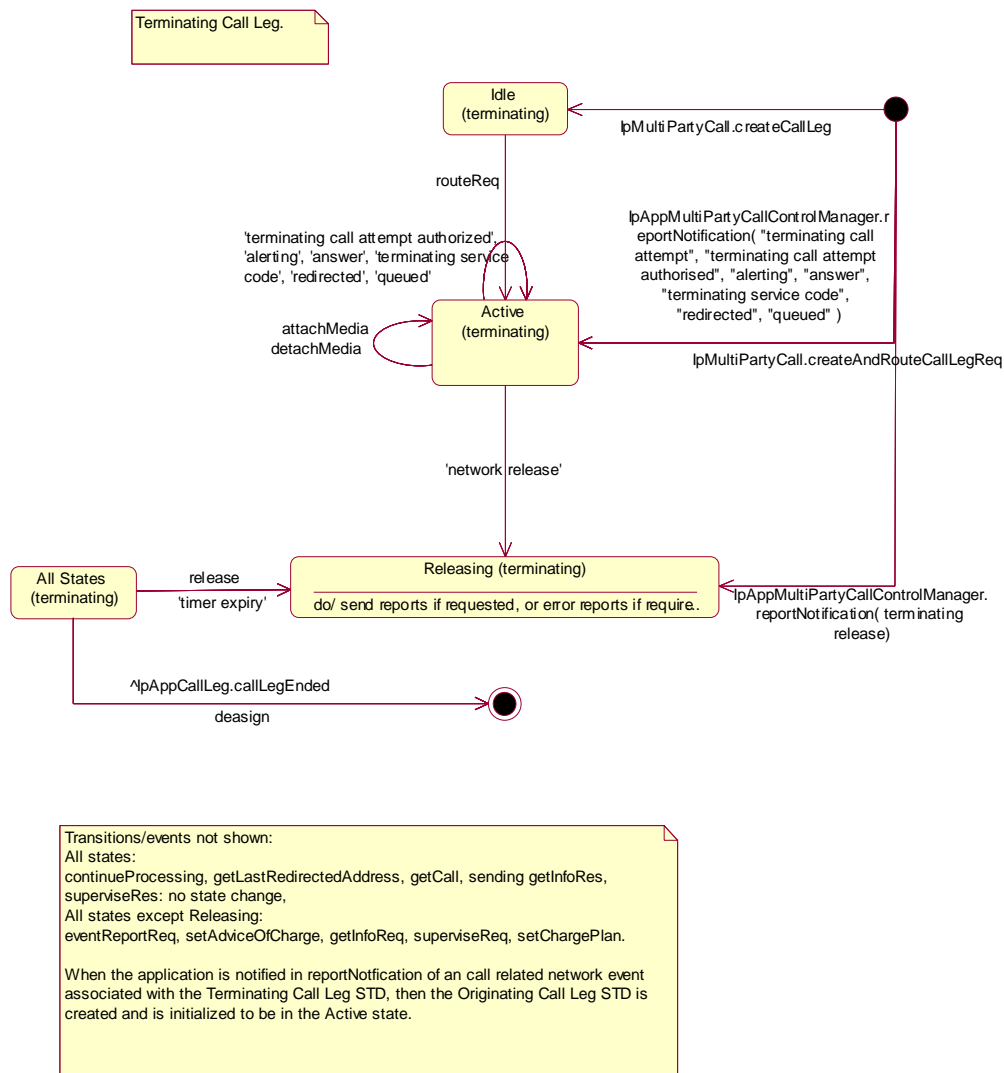 Terminating Call Leg.
Idle
(terminating)
IpMultiPartyCall.createCallLeg
routeReq
IpAppMultiPartyCallControlManager.r
eportNotification( "terminating call
attempt", "terminating call attempt
authorised", "alerting", "answer",
"terminating service code",
"redirected", "queued" )
'terminating call attempt authorized',
'alerting', 'answer', 'terminating service
code', 'redirected', 'queued'
Active
(terminating)
attachMedia
detachMedia
IpMultiPartyCall.createAndRouteCallLegReq
'network release'
All States
(terminating)
release
'timer expiry'
Releasing (terminating)
do/ send reports if requested, or error reports if require..
IpAppMultiPartyCallControlManager.
reportNotification( terminating
release)
^IpAppCallLeg.callLegEnded
deasign
Transitions/events not shown:
All states:
continueProcessing, getLastRedirectedAddress, getCall, sending getInfoRes,
superviseRes: no state change,
All states except Releasing:
eventReportReq, setAdviceOfCharge, getInfoReq, superviseReq, setChargePlan.
When the application is notified in reportNotfication of an call related network event
associated with the Terminating Call Leg STD, then the Originating Call Leg STD is
created and is initialized to be in the Active state.